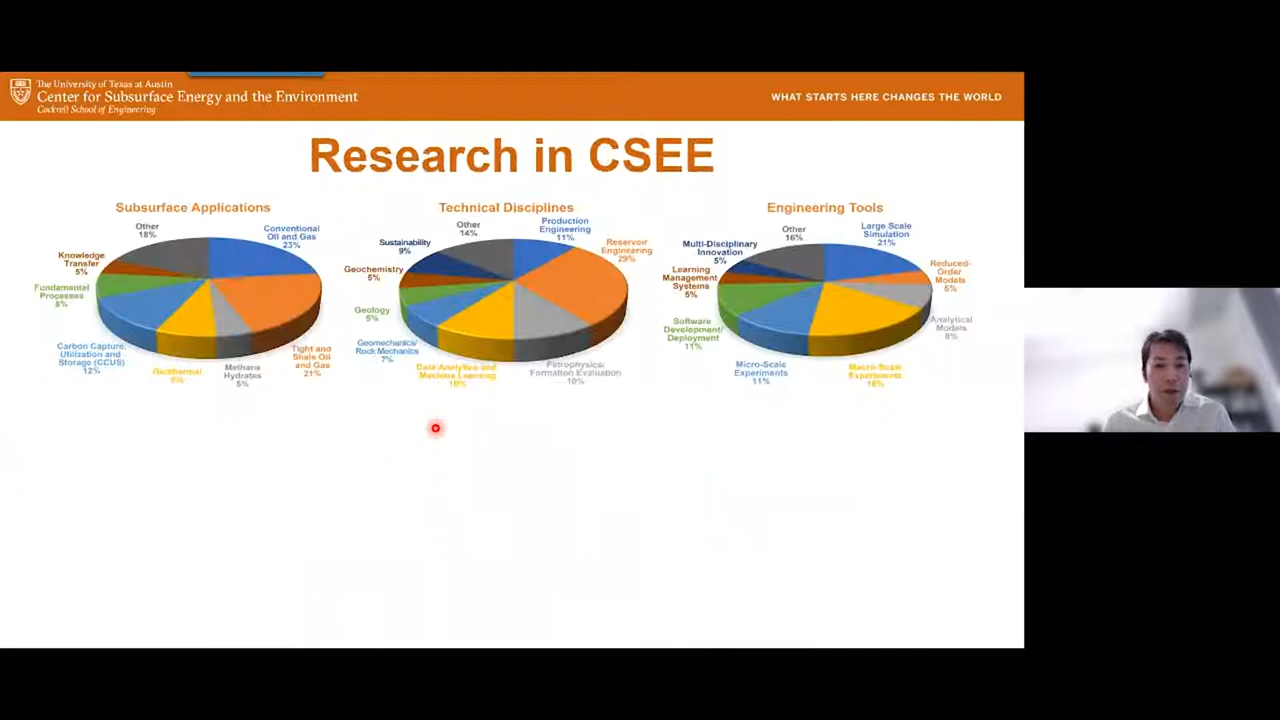 The University of Texas at Austin
Center for Subsurface Energy and the Environment
Cockrell School of Engineering
WHAT STARTS HERE CHANGES THE WORLD
Research in CSEE
Subsurface Applications
Other
18%
Conventional
Oil and Gas
23%
Knowledge
Transfer
5%
Fundamental
Processes
8%
Carbon Capture,
Utilization and
Storage (CCUS)
12%
Geothermal
Methane
Hydrates
5%
Tight and
Shale Oil
and Gas
21%
Technical Disciplines
Other
14%
Production
Engineering
11%
Sustainability
9%
Reservoir
Engineering
29%
Geochemistry
5%
Geology
5%
Geomechanics/
Rock Mechanics
7%
Data Analytics and
Machine Learning
Petrophysics/
Formation Evaluation
10%
Engineering Tools
Other
16%
Large Scale
Simulation
21%
Multi-Disciplinary
Innovation
5%
Reduced-
Order
Models
5%
Learning
Management
Systems
5%
Analytical
Models
8%
Software
Development/
Deployment
11%
Micro-Scale
Experiments
11%
Macro-Scale
Experiments